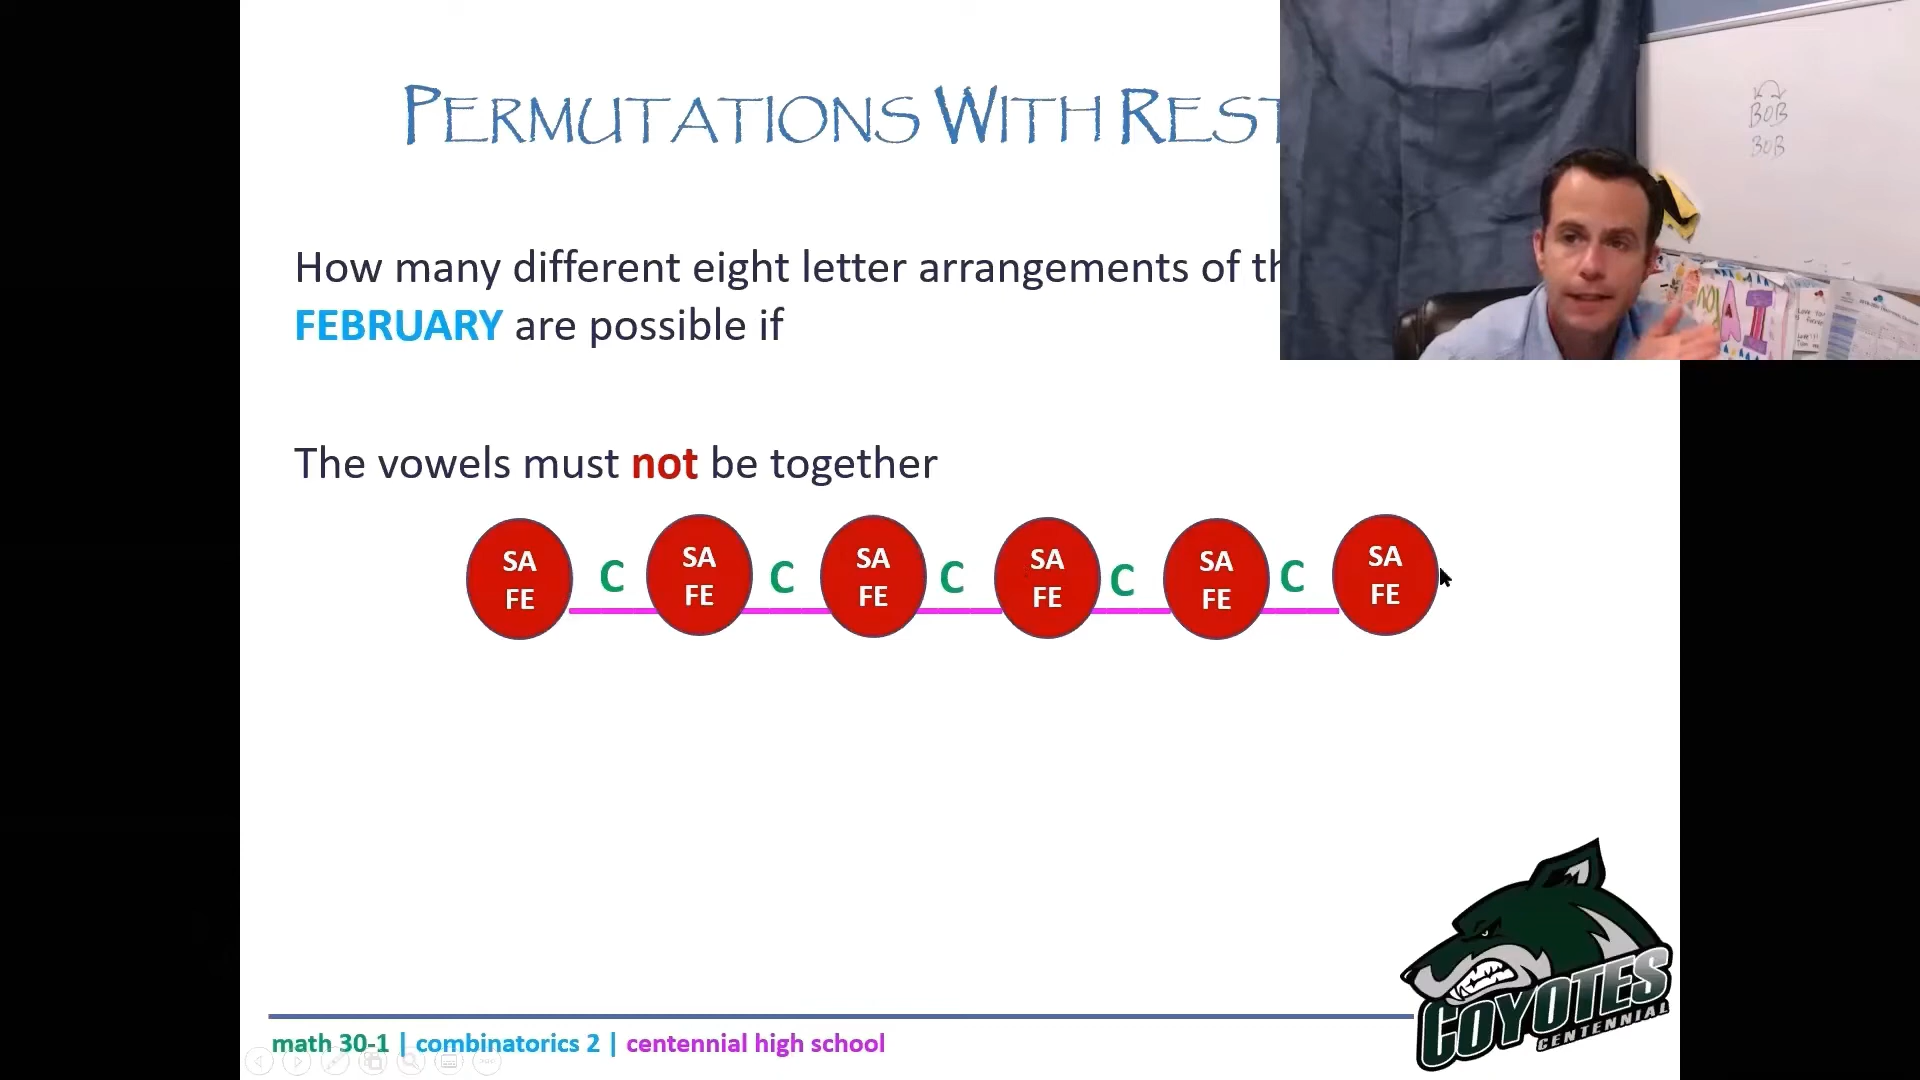 PERMUTATIONS WITH REST
BOB
BOB
How many different eight letter arrangements of th
FEBRUARY are possible if
AI
The vowels must not be together
SA FE C SA FE C SA FE C SA FE C SA FE C SA FE
COYOTES
CENTENNIAL
math 30-1 | combinatorics 2 | centennial high school